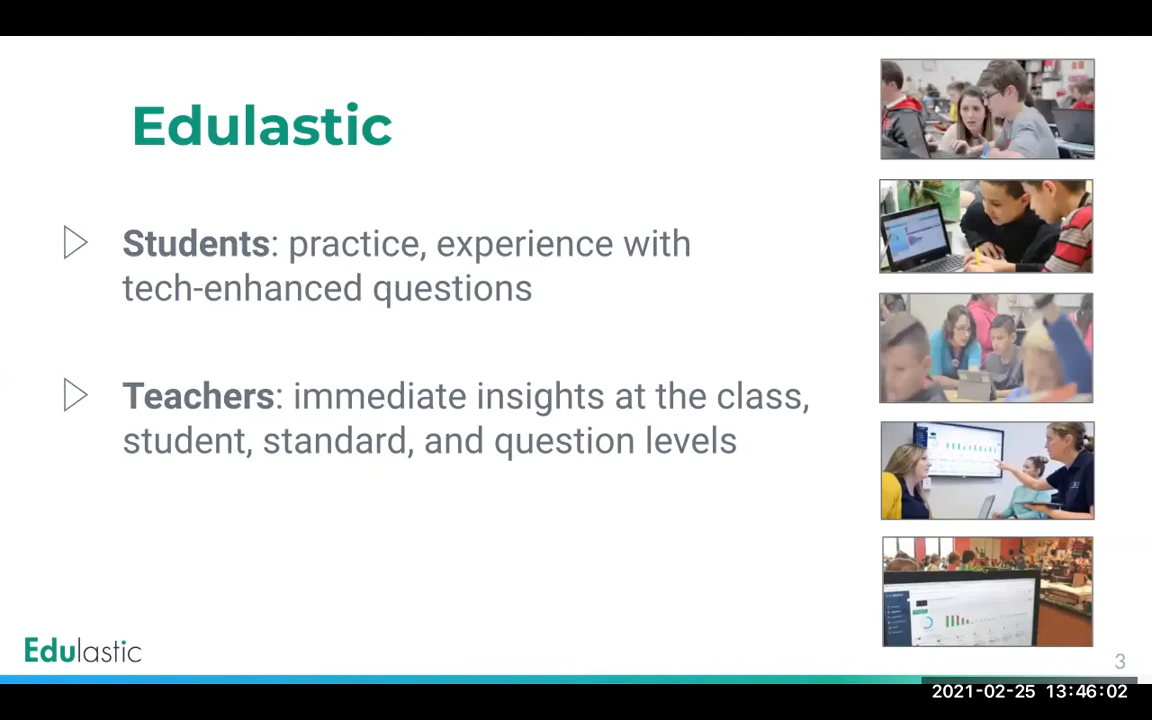 Edulastic
Students: practice, experience with
tech-enhanced questions
Teachers: immediate insights at the class,
student, standard, and question levels
Edulastic
3
2021-02-25 13:46:02